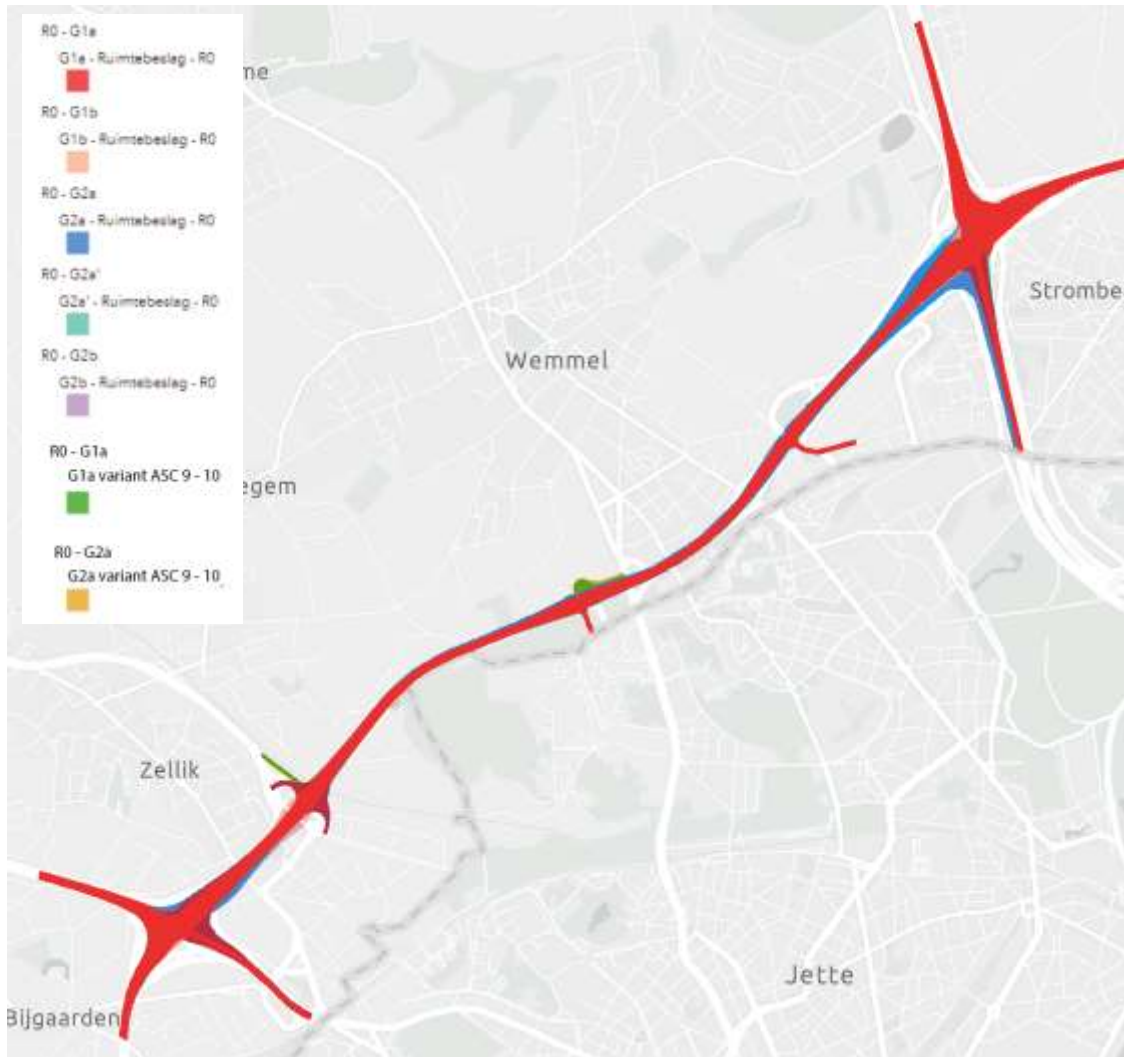 R0 - G1a
G1a - Ruimtebeslag - R0
R0 - G1b
G1b - Ruimtebeslag - R0
R0 - G2a
G2a - Ruimtebeslag - R0
R0 - G2a'
G2a' - Ruimtebeslag - R0
R0 - G2b
G2b - Ruimtebeslag - R0
R0 - G1a
G1a variant ASC 9 - 10
R0 - G2a
G2a variant ASC 9 - 10
me
Strombe
Wemmel
egem
Zellik
Jette
Bijgaarden